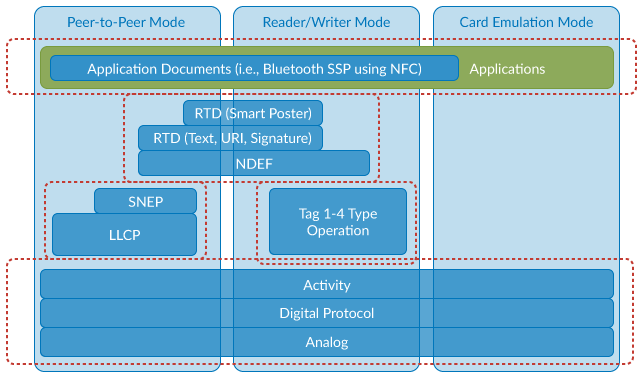 Peer-to-Peer Mode
Reader/Writer Mode
Card Emulation Mode
Application Documents (i.e., Bluetooth SSP using NFC)
Applications
RTD (Smart Poster)
RTD (Text, URI, Signature)
NDEF
SNEP
LLCP
Tag 1-4 Type
Operation
Activity
Digital Protocol
Analog